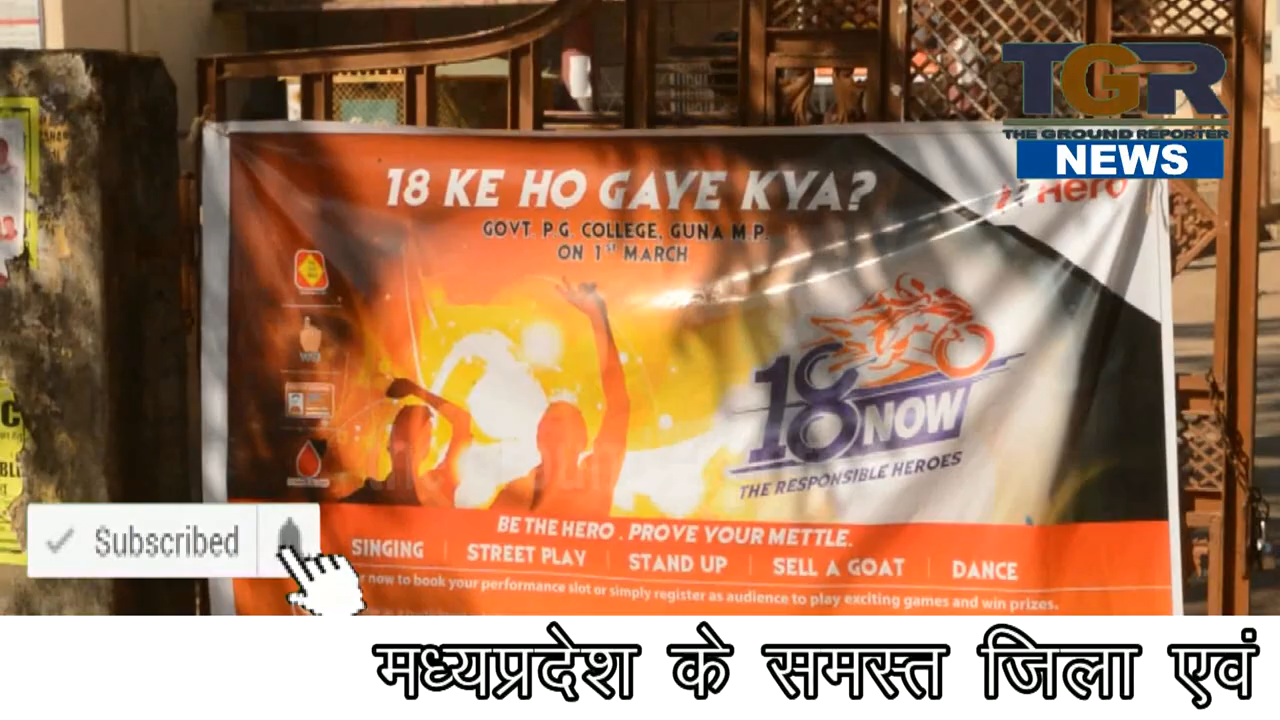 TGR
THE GROUND REPORTER
NEWS
Hero
18 KE HO GAYE KYA?
GOVT. P.G. COLLEGE, GUNA M.P.
ON 1ST MARCH
18 NOW
THE RESPONSIBLE HEROES
BE THE HERO . PROVE YOUR METTLE.
SINGING | STREET PLAY | STAND UP | SELL A GOAT | DANCE
now to book your performance slot or simply register as audience to play exciting games and win prizes.
Subscribed
मध्यप्रदेश के समस्त जिला एवं